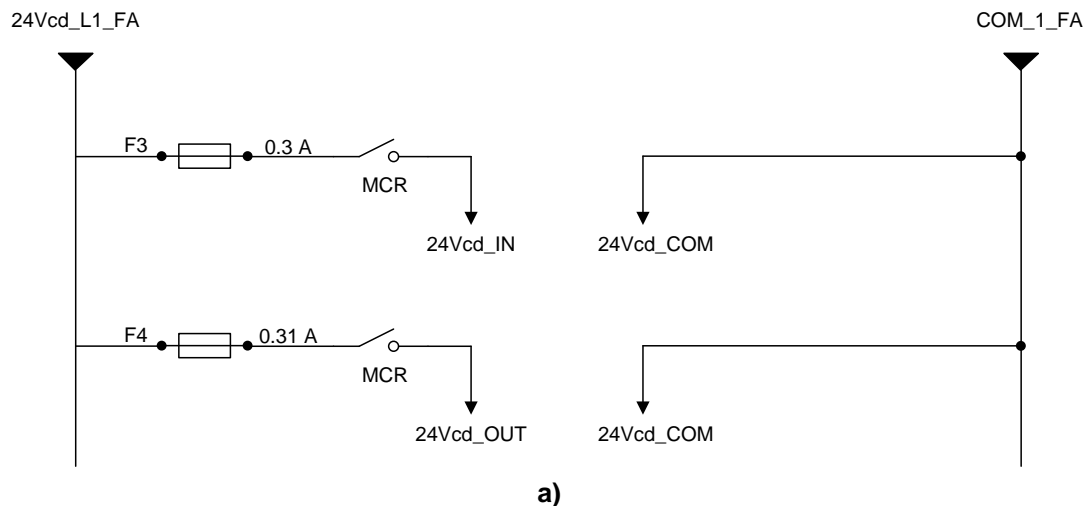 24Vcd_L1_FA COM_1_FA
F3 0.3 A
MCR
24Vcd_IN 24Vcd_COM
F4 0.31 A
MCR
24Vcd_OUT 24Vcd_COM
a)